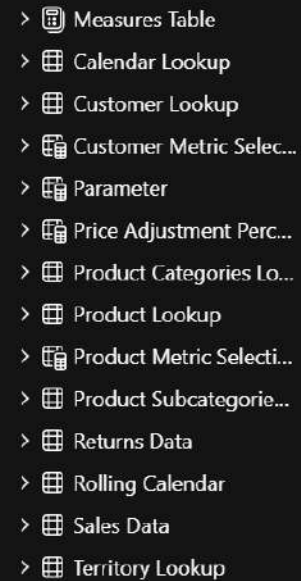 Measures Table
Calendar Lookup
Customer Lookup
Customer Metric Selec...
Parameter
Price Adjustment Perc...
Product Categories Lo...
Product Lookup
Product Metric Selecti...
Product Subcategorie...
Returns Data
Rolling Calendar
Sales Data
Territory Lookup